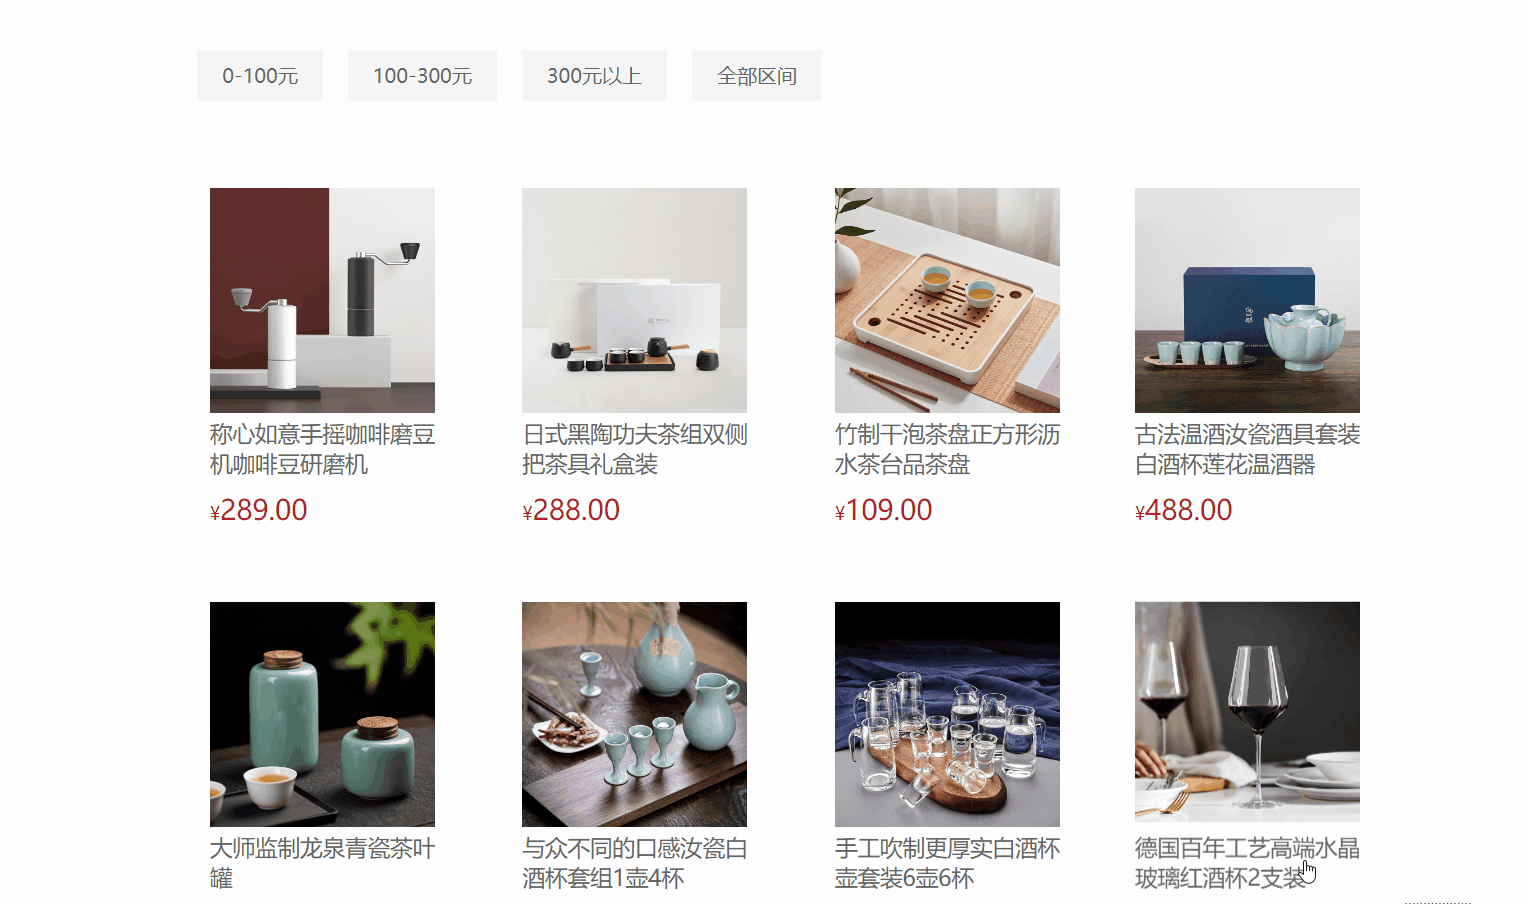 0-100元
100-300元
300元以上
全部区间
称心如意手摇咖啡磨豆
机咖啡豆研磨机
¥289.00
日式黑陶功夫茶组双侧
把茶具礼盒装
¥288.00
竹制干泡茶盘正方形沥
水茶台品茶盘
¥109.00
古法温酒汝瓷酒具套装
白酒杯莲花温酒器
¥488.00
大师监制龙泉青瓷茶叶
罐
与众不同的口感汝瓷白
酒杯套组1壶4杯
手工吹制更厚实白酒杯
壶套装6壶6杯
德国百年工艺高端水晶
玻璃红酒杯2支装